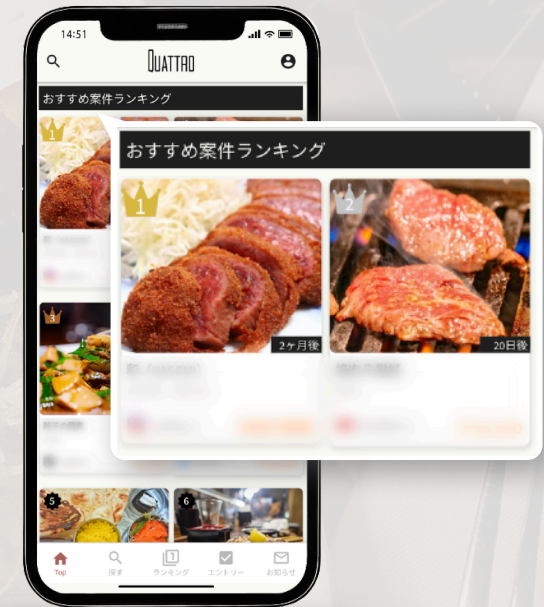 14:51
QUATTRO
おすすめ案件ランキング
1
おすすめ案件ランキング
1
2
2ヶ月後
20日後
3
5
6
1
Top
探す
ランキング
エントリー
お知らせ